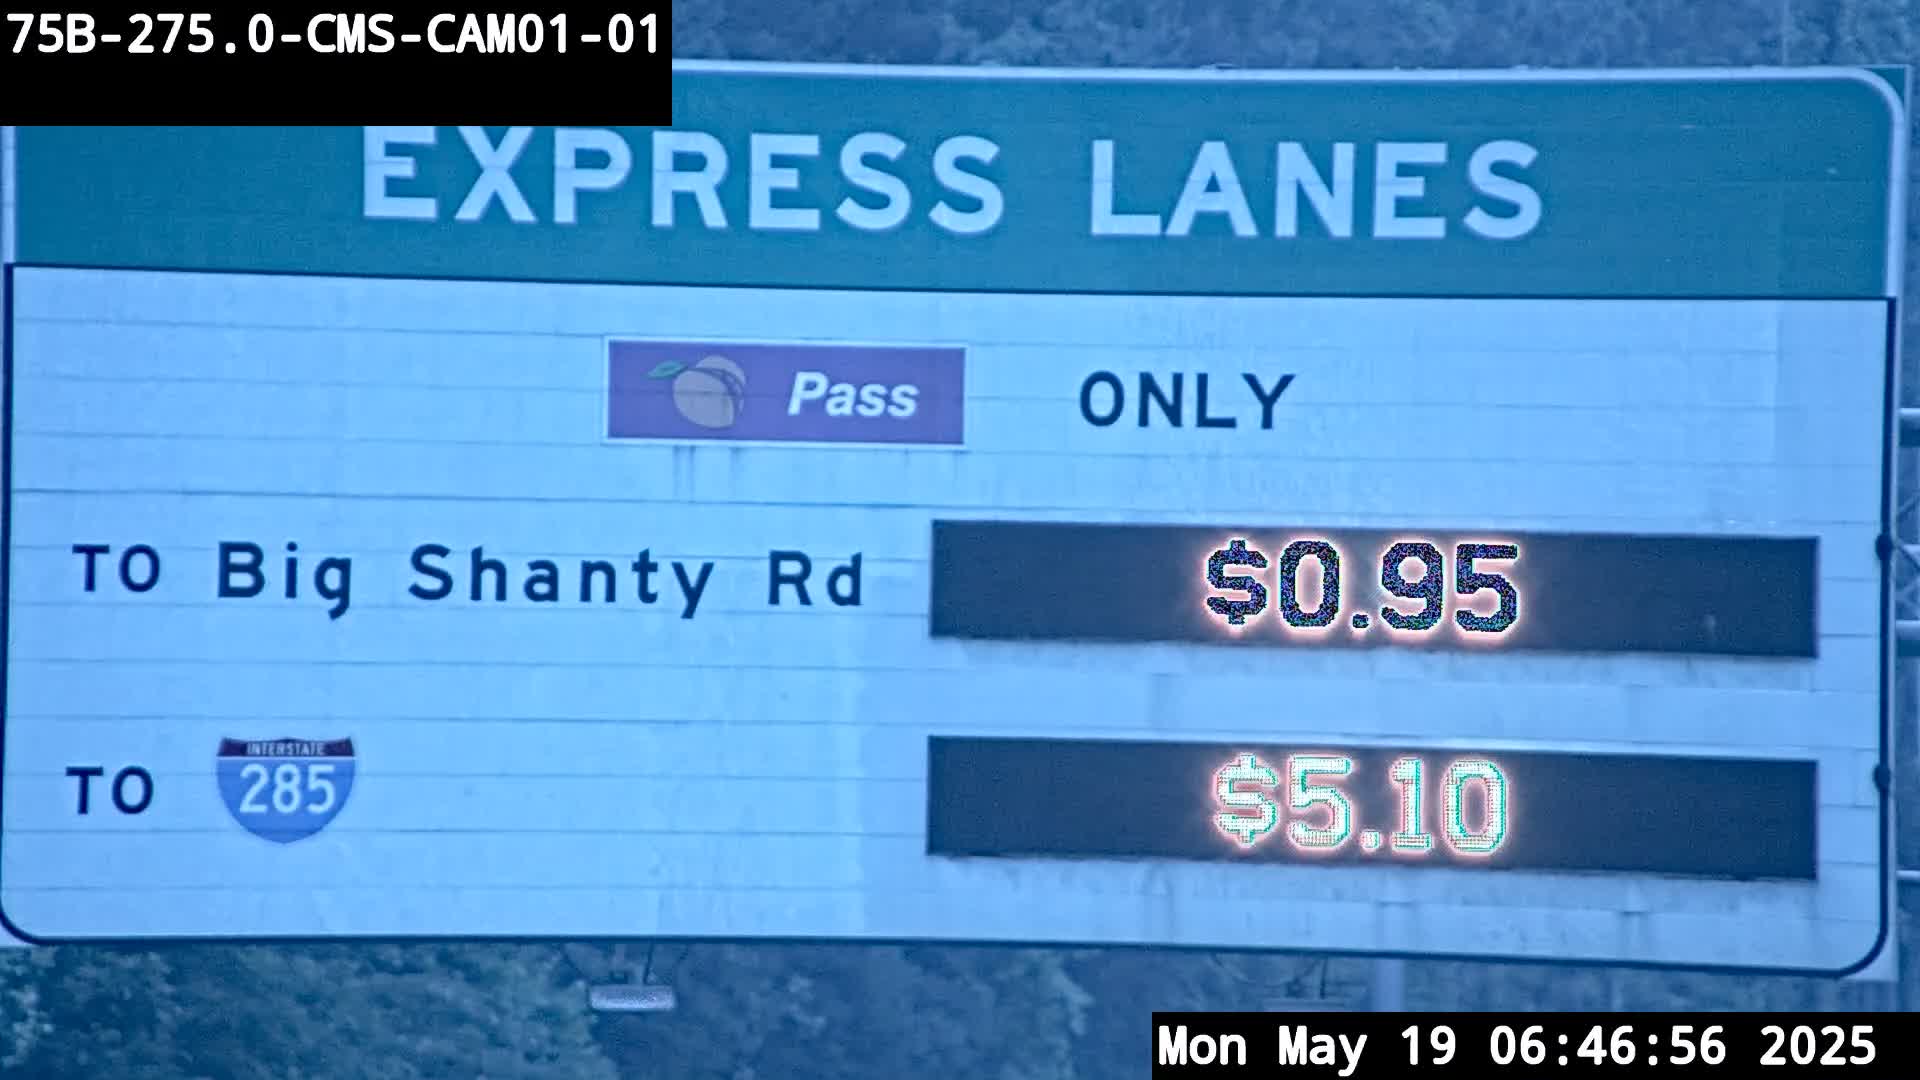 75B-275.0-CMS-CAM01-01
EXPRESS LANES
Pass ONLY
TO Big Shanty Rd $0.95
TO INTERSTATE 285 $5.10
Mon May 19 06:46:56 2025